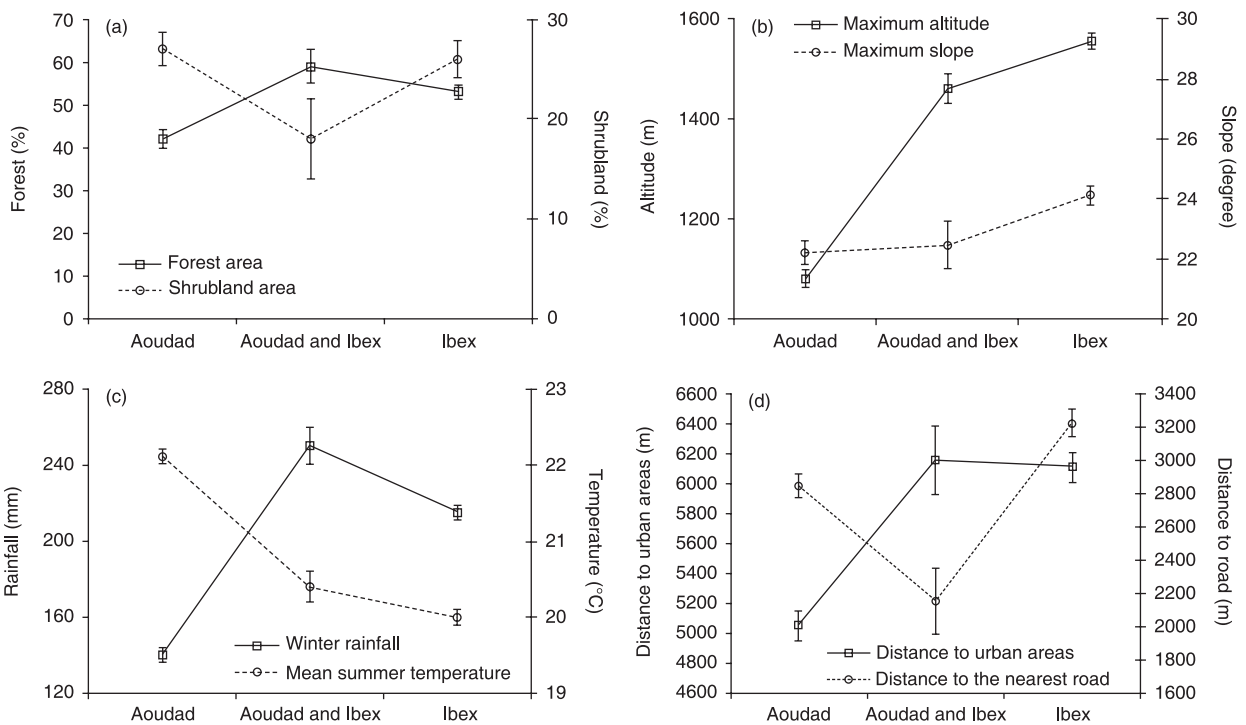 (a)
70
60
50
40
30
20
10
0
Forest (%)
30
20
10
0
Shrubland (%)
Forest area
Shrubland area
Aoudad
Aoudad and Ibex
Ibex
(b)
1600
1400
1200
1000
Altitude (m)
30
28
26
24
22
20
Slope (degree)
Maximum altitude
Maximum slope
Aoudad
Aoudad and Ibex
Ibex
(c)
280
240
200
160
120
Rainfall (mm)
23
22
21
20
19
Temperature (°C)
Winter rainfall
Mean summer temperature
Aoudad
Aoudad and Ibex
Ibex
(d)
6600
6400
6200
6000
5800
5600
5400
5200
5000
4800
4600
Distance to urban areas (m)
3400
3200
3000
2800
2600
2400
2200
2000
1800
1600
Distance to road (m)
Distance to urban areas
Distance to the nearest road
Aoudad
Aoudad and Ibex
Ibex